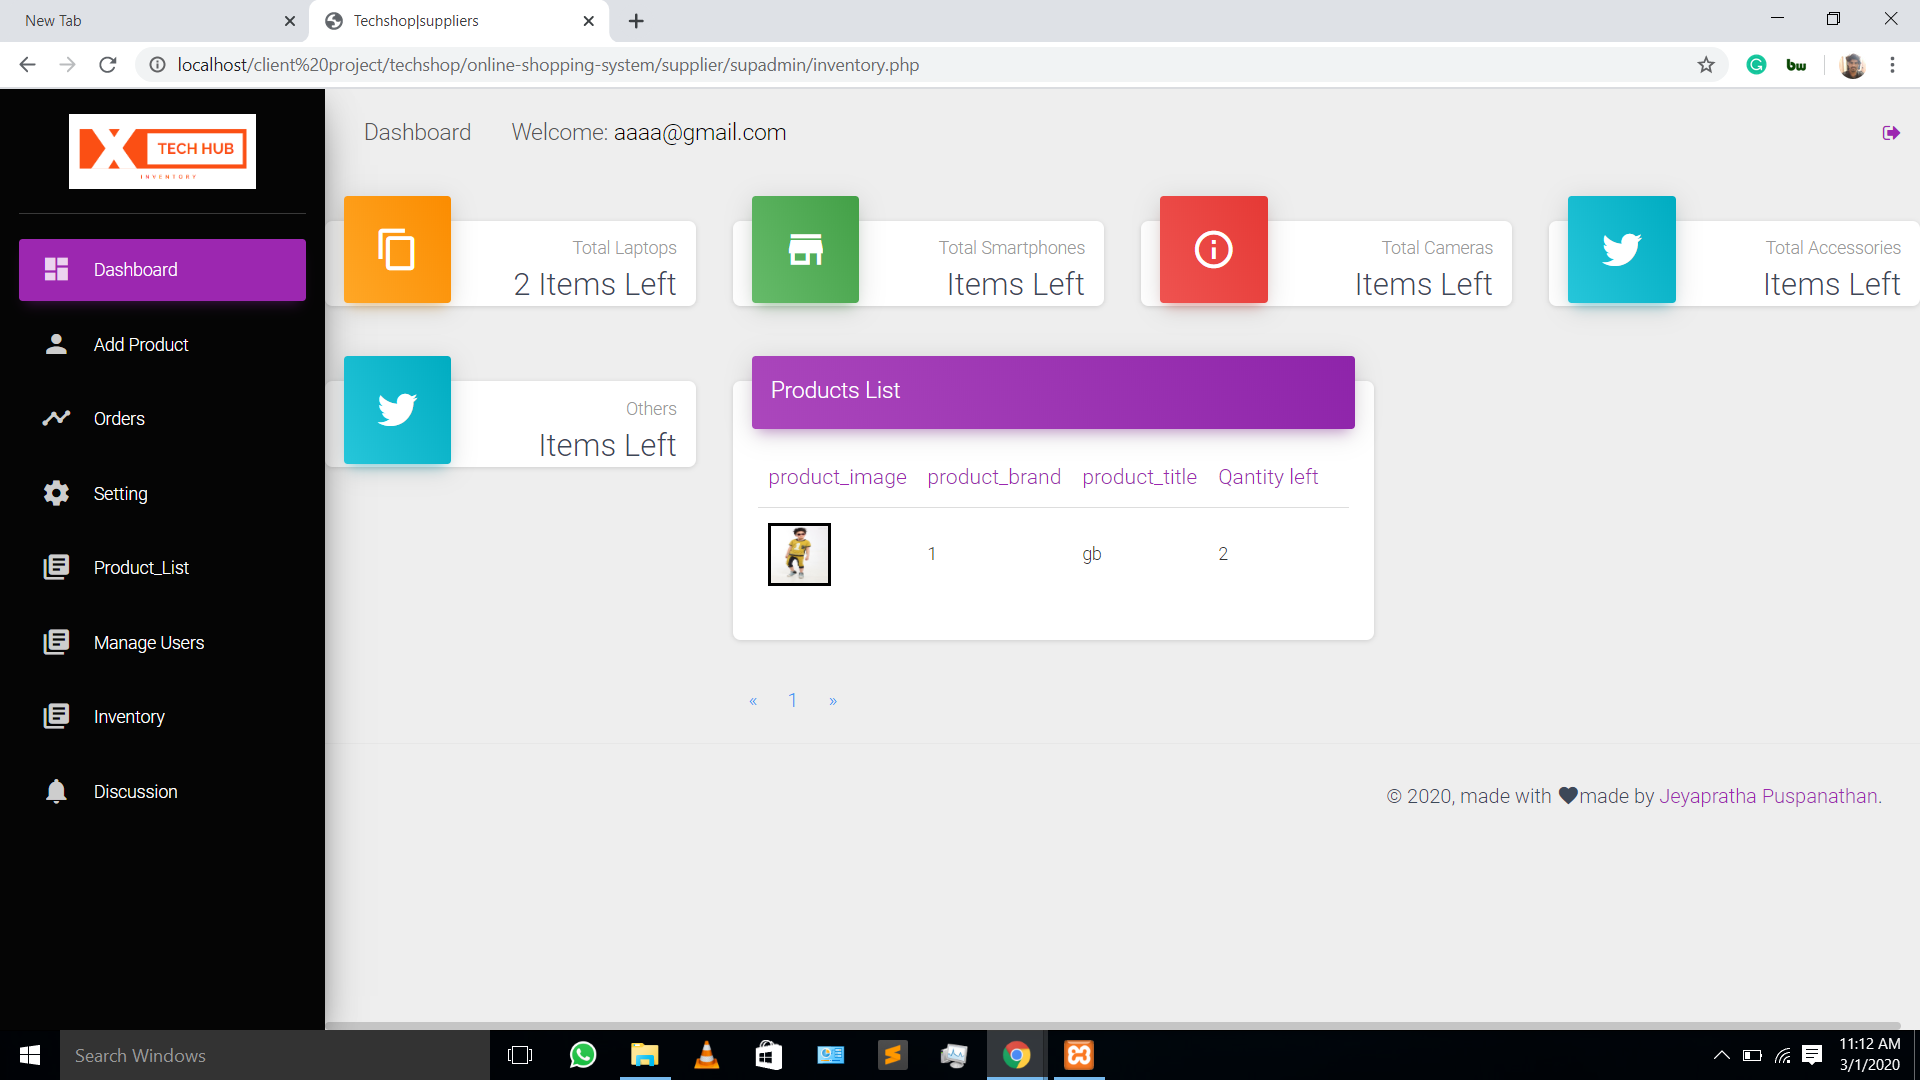 New Tab
Techshop|suppliers
localhost/client%20project/techshop/online-shopping-system/supplier/supadmin/inventory.php
bw
X TECH HUB
INVENTORY
Dashboard
Add Product
Orders
Setting
Product_List
Manage Users
Inventory
Discussion
Dashboard
Welcome: aaaa@gmail.com
Total Laptops
2 Items Left
Total Smartphones
Items Left
Total Cameras
Items Left
Total Accessories
Items Left
Others
Items Left
Products List
product_image product_brand product_title Qantity left
1 gb 2
« 1 »
© 2020, made with made by Jeyapratha Puspanathan.
Search Windows
11:12 AM
3/1/2020